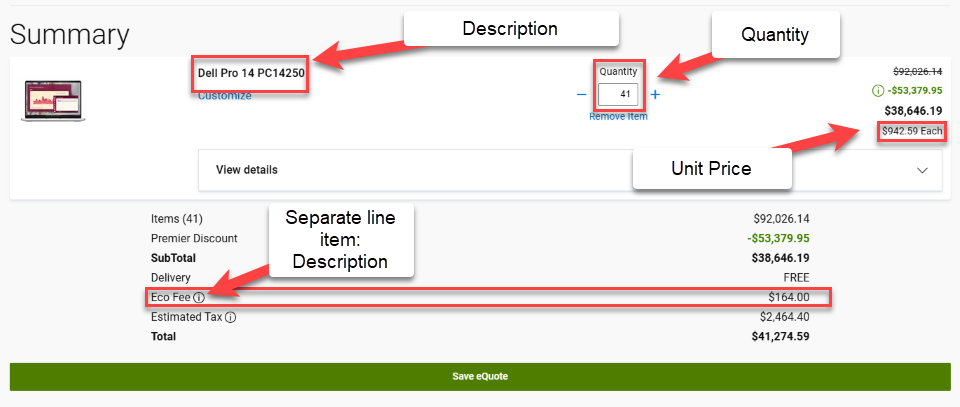 Summary
Description
Quantity
Dell Pro 14 PC14250
Customize
Quantity
41
Remove Item
$92,026.14
-$53,379.95
$38,646.19
$942.59 Each
Unit Price
View details
Separate line
item:
Description
Items (41) $92,026.14
Premier Discount -$53,379.95
SubTotal $38,646.19
Delivery FREE
Eco Fee $164.00
Estimated Tax $2,464.40
Total $41,274.59
Save eQuote